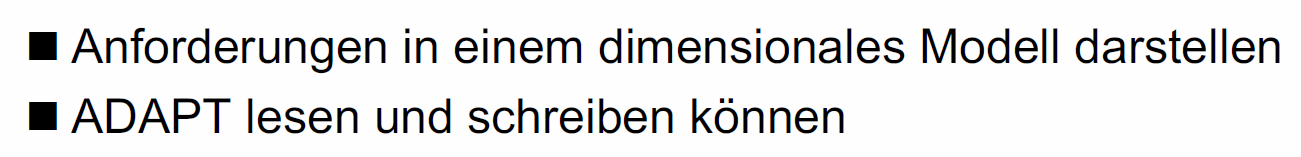 ■ Anforderungen in einem dimensionales Modell darstellen
■ ADAPT lesen und schreiben können